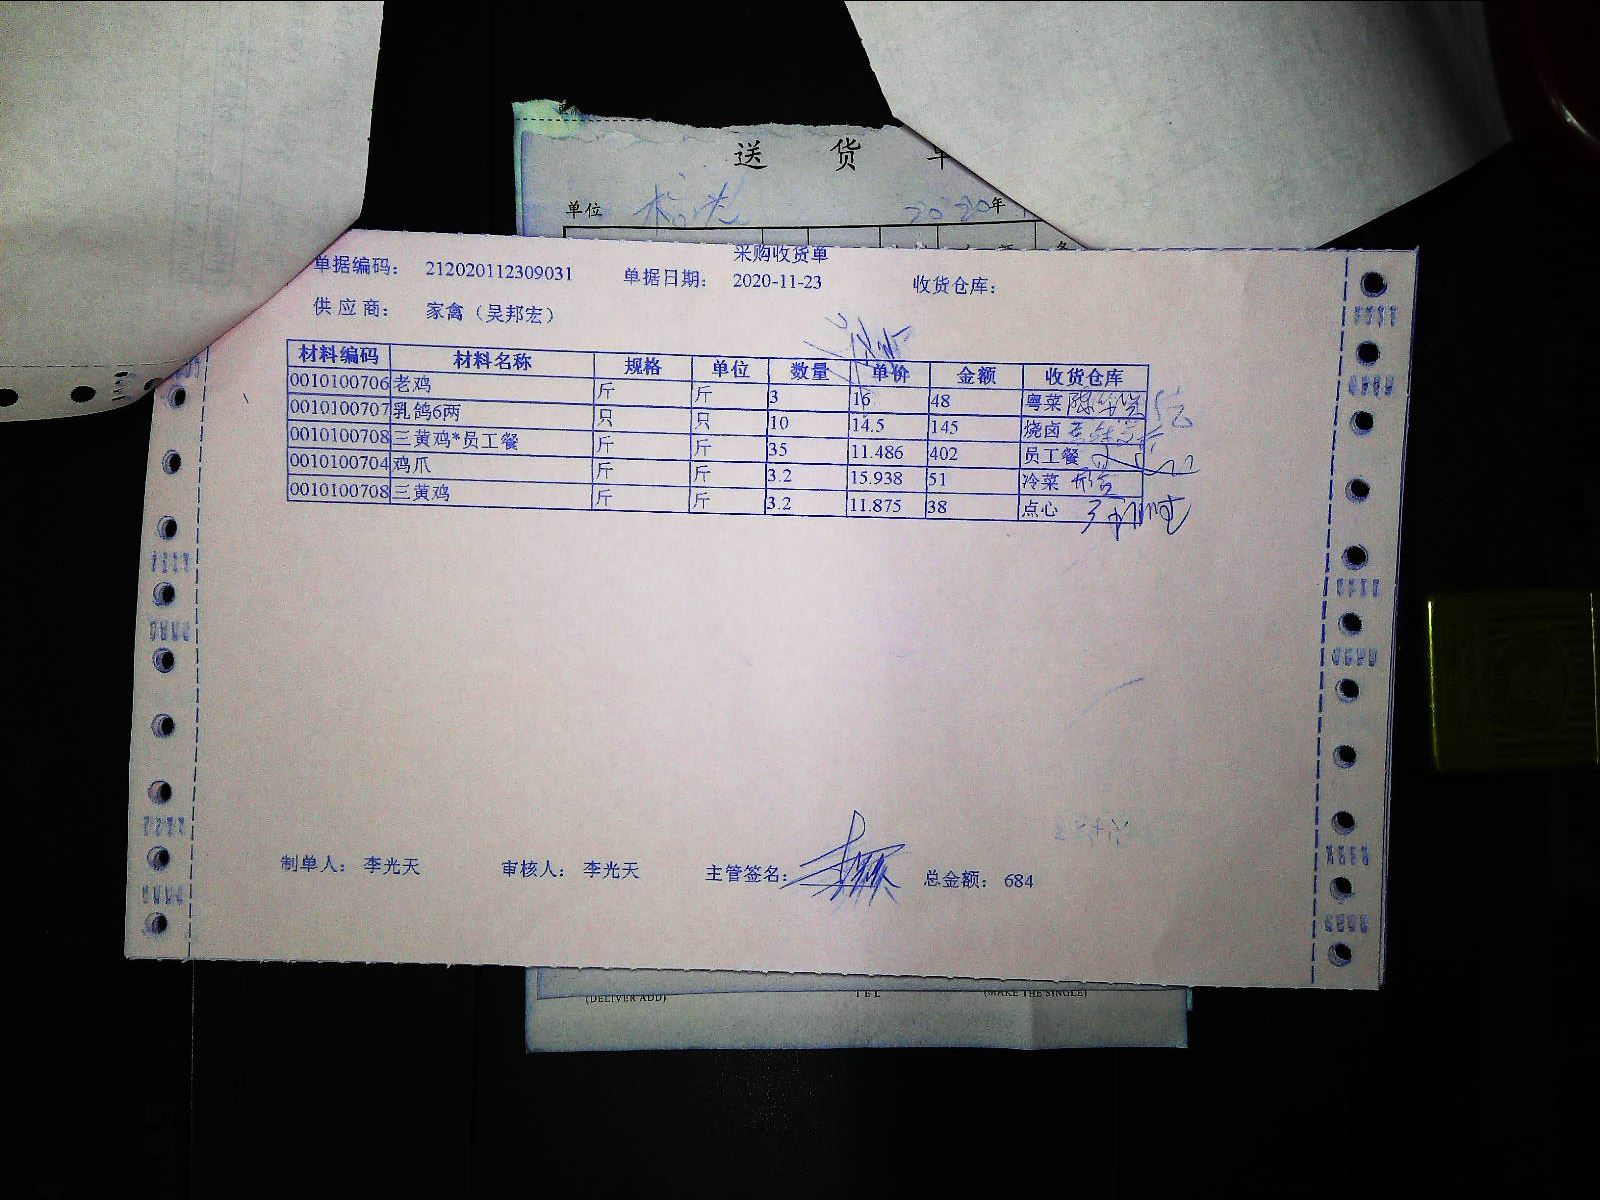 送 货
单位 2020年
采购收货单
单据编码： 212020112309031 单据日期： 2020-11-23 收货仓库：
供 应 商： 家禽（吴邦宏）
材料编码 材料名称 规格 单位 数量 单价 金额 收货仓库
0010100706 老鸡 斤 斤 3 16 48 粤菜
0010100707 乳鸽6两 只 只 10 14.5 145 烧卤
0010100708 三黄鸡*员工餐 斤 斤 35 11.486 402 员工餐
0010100704 鸡爪 斤 斤 3.2 15.938 51 冷菜
0010100708 三黄鸡 斤 斤 3.2 11.875 38 点心
制单人： 李光天 审核人： 李光天 主管签名： 总金额： 684
(DELIVER ADD) TEL (MAKE THE SINGLE)